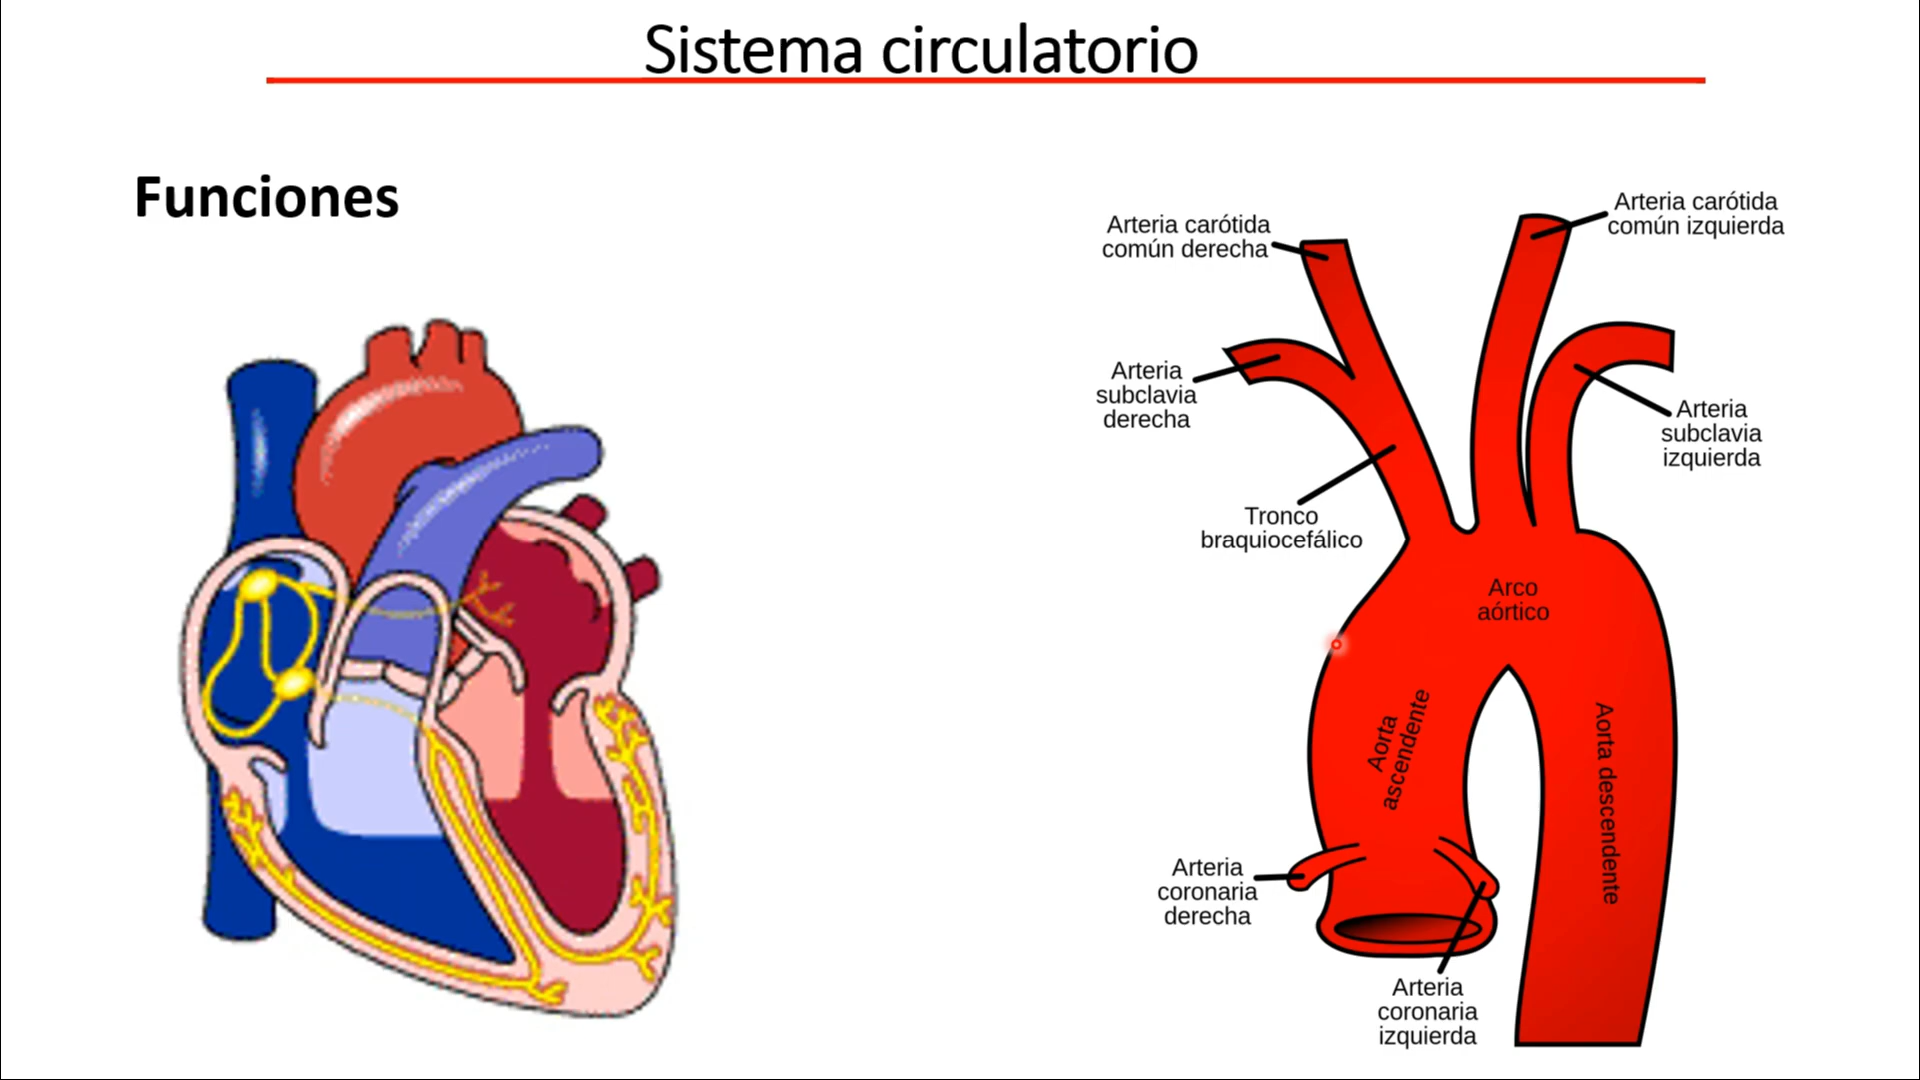 Sistema circulatorio
Funciones
Arteria carótida
común derecha
Arteria carótida
común izquierda
Arteria
subclavia
derecha
Arteria
subclavia
izquierda
Tronco
braquiocefálico
Arco
aórtico
Aorta
ascendente
Aorta descendente
Arteria
coronaria
derecha
Arteria
coronaria
izquierda